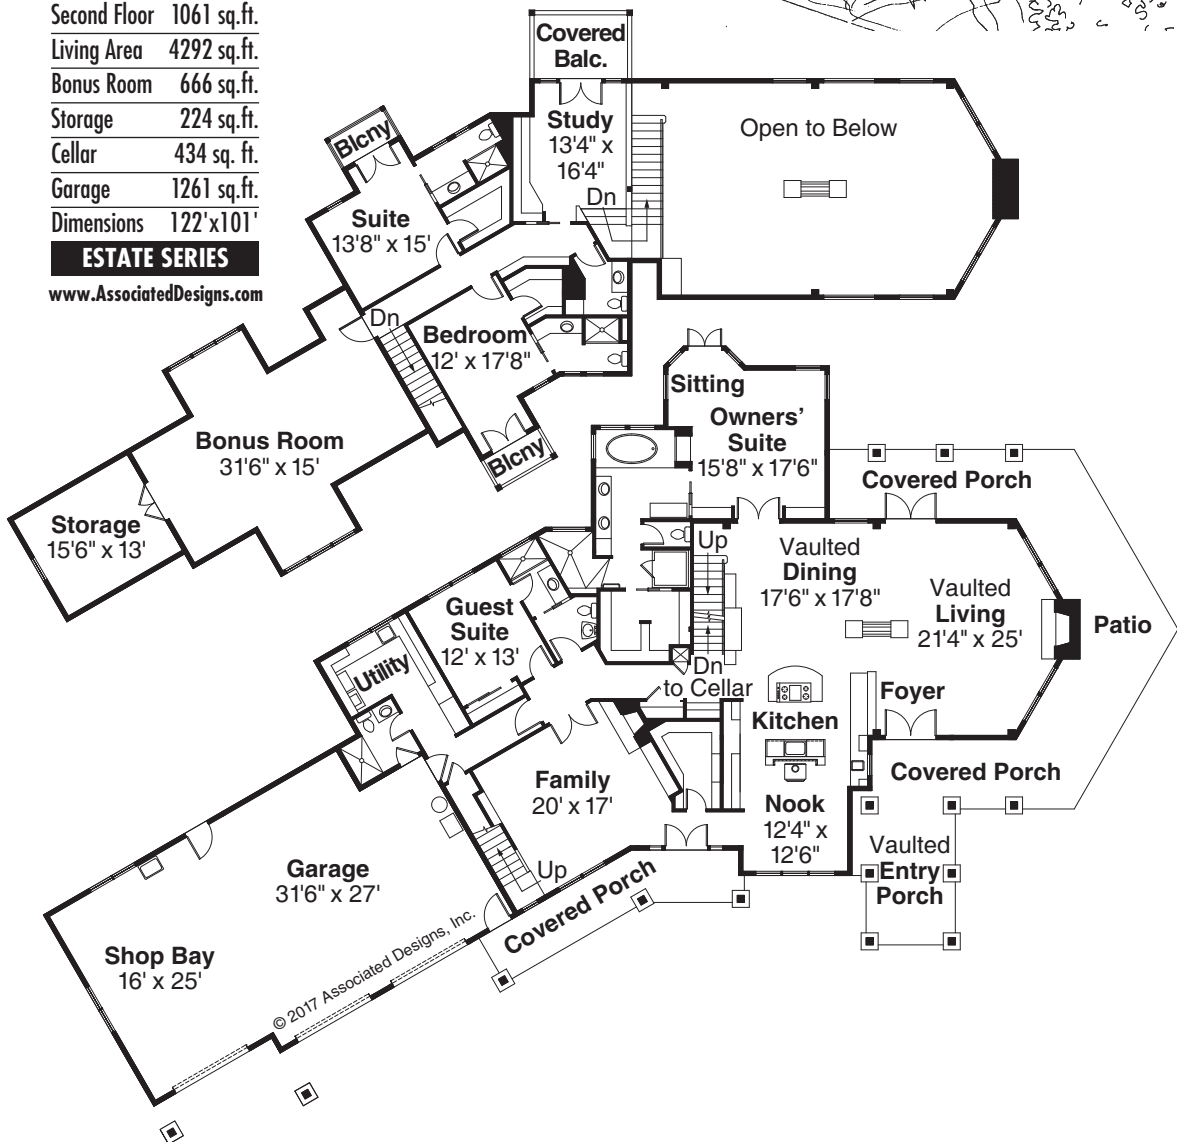 Second Floor 1061 sq.ft.
Living Area 4292 sq.ft.
Bonus Room 666 sq.ft.
Storage 224 sq.ft.
Cellar 434 sq. ft.
Garage 1261 sq.ft.
Dimensions 122'x101'
ESTATE SERIES
www.AssociatedDesigns.com
Covered
Balc.
Study
13'4" x
16'4"
Dn
Open to Below
Blcny
Suite
13'8" x 15'
Dn
Bedroom
12' x 17'8"
Blcny
Bonus Room
31'6" x 15'
Storage
15'6" x 13'
Sitting
Owners'
Suite
15'8" x 17'6"
Covered Porch
Up
Vaulted
Dining
17'6" x 17'8"
Vaulted
Living
21'4" x 25'
Patio
Guest
Suite
12' x 13'
Utility
Dn
to Cellar
Foyer
Kitchen
Covered Porch
Family
20' x 17'
Nook
12'4" x
12'6"
Vaulted
Entry
Porch
Up
Covered Porch
Garage
31'6" x 27'
Shop Bay
16' x 25'
© 2017 Associated Designs, Inc.